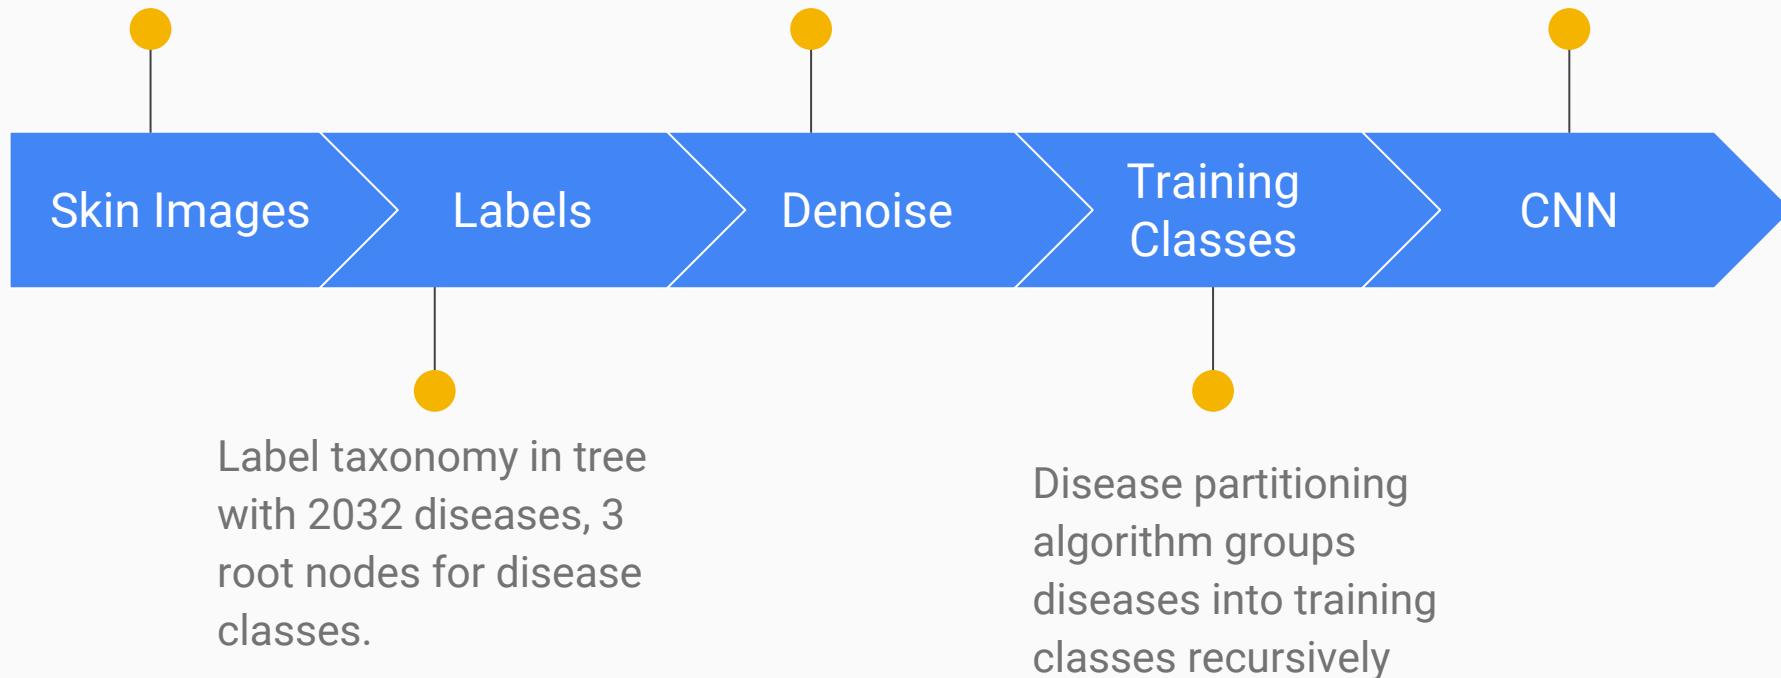 Skin Images
Labels
Denoise
Training
Classes
CNN
Label taxonomy in tree
with 2032 diseases, 3
root nodes for disease
classes.
Disease partitioning
algorithm groups
diseases into training
classes recursively